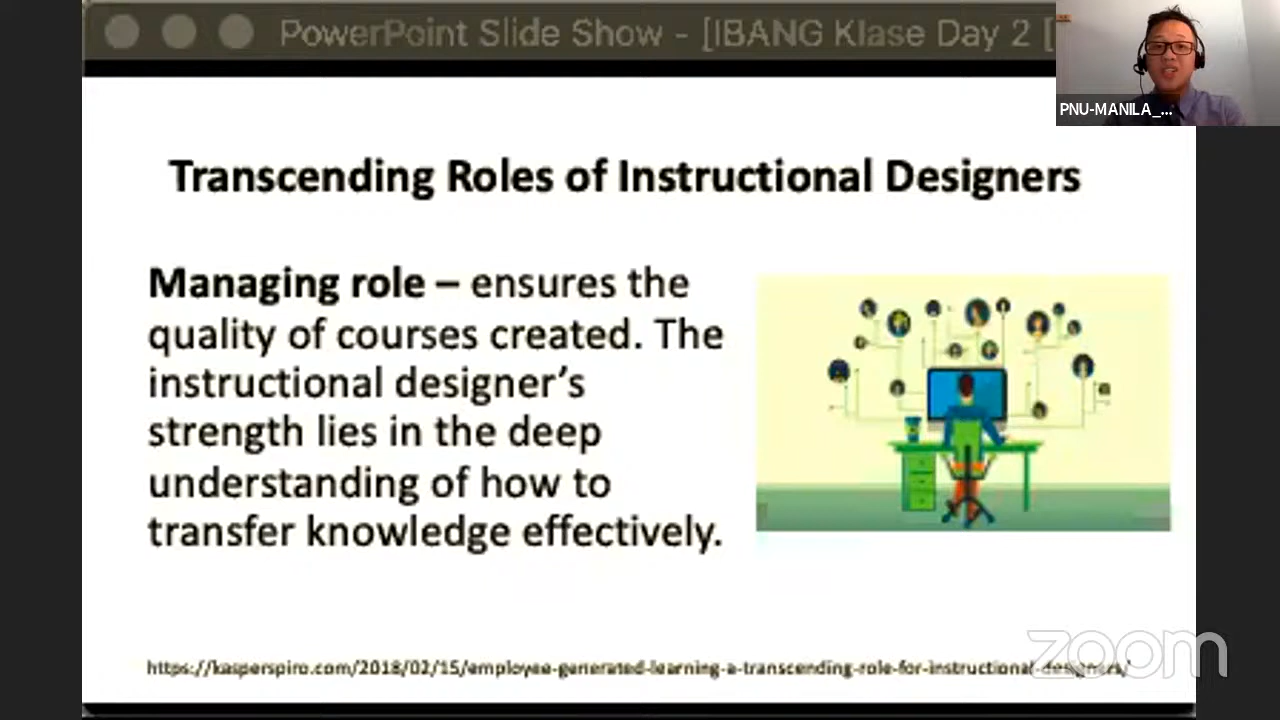 PowerPoint Slide Show - [IBANG Klase Day 2 [
PNU-MANILA_...
Transcending Roles of Instructional Designers
Managing role – ensures the
quality of courses created. The
instructional designer’s
strength lies in the deep
understanding of how to
transfer knowledge effectively.
https://kasperspiro.com/2018/02/15/employee-generated-learning-a-transcending-role-for-instructional-designers/
zoom